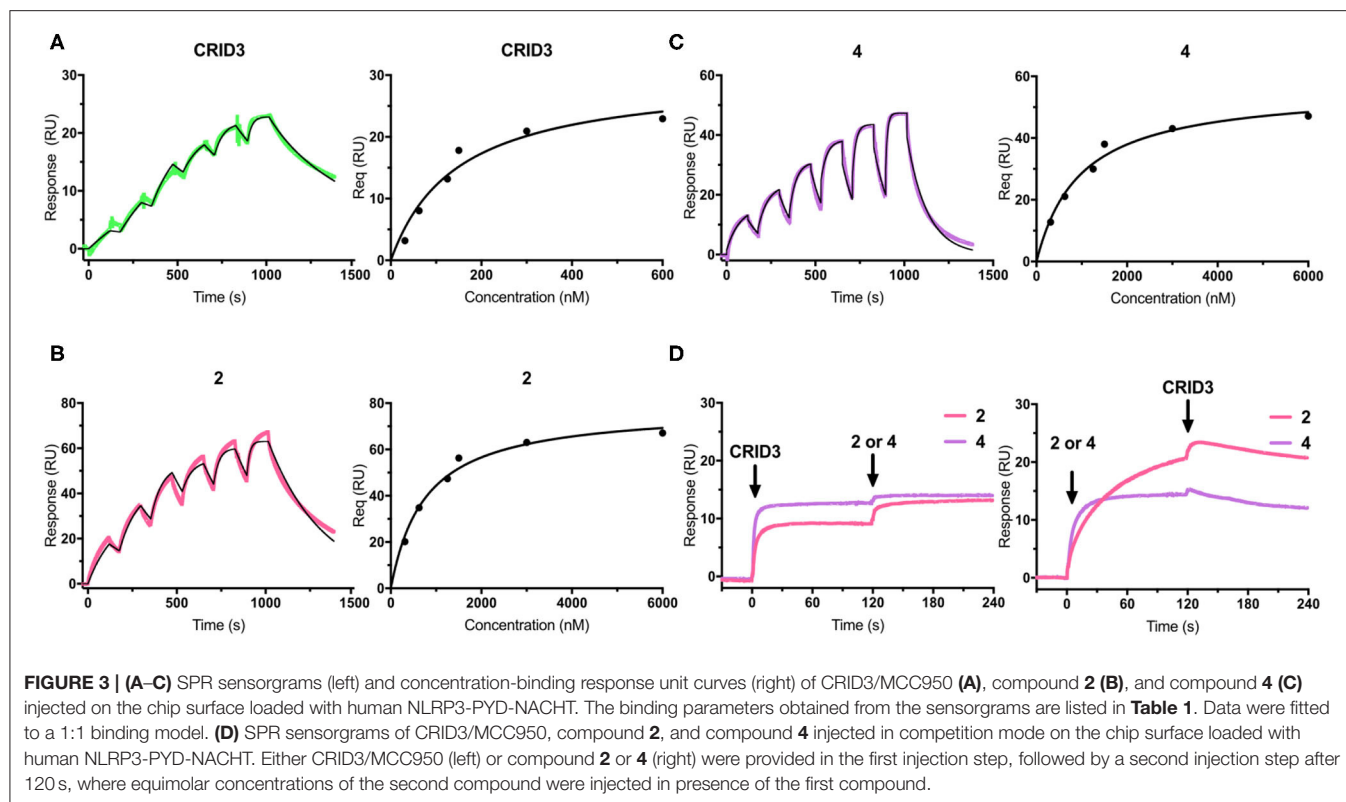 A
CRID3
CRID3
30
20
10
0
Response (RU)
0
500
1000
1500
Time (s)
30
20
10
0
Req (RU)
0
200
400
600
Concentration (nM)
C
4
4
60
40
20
0
Response (RU)
0
500
1000
1500
Time (s)
60
40
20
0
Req (RU)
0
2000
4000
6000
Concentration (nM)
B
2
2
80
60
40
20
0
Response (RU)
0
500
1000
1500
Time (s)
80
60
40
20
0
Req (RU)
0
2000
4000
6000
Concentration (nM)
D
30
25
20
15
10
5
0
Response (RU)
2
4
CRID3
2 or 4
0
60
120
180
240
Time (s)
30
20
10
0
Response (RU)
CRID3
2
4
2 or 4
0
60
120
180
240
Time (s)
FIGURE 3 | (A–C) SPR sensorgrams (left) and concentration-binding response unit curves (right) of CRID3/MCC950 (A), compound 2 (B), and compound 4 (C)
injected on the chip surface loaded with human NLRP3-PYD-NACHT. The binding parameters obtained from the sensorgrams are listed in Table 1. Data were fitted
to a 1:1 binding model. (D) SPR sensorgrams of CRID3/MCC950, compound 2, and compound 4 injected in competition mode on the chip surface loaded with
human NLRP3-PYD-NACHT. Either CRID3/MCC950 (left) or compound 2 or 4 (right) were provided in the first injection step, followed by a second injection step after
120 s, where equimolar concentrations of the second compound were injected in presence of the first compound.